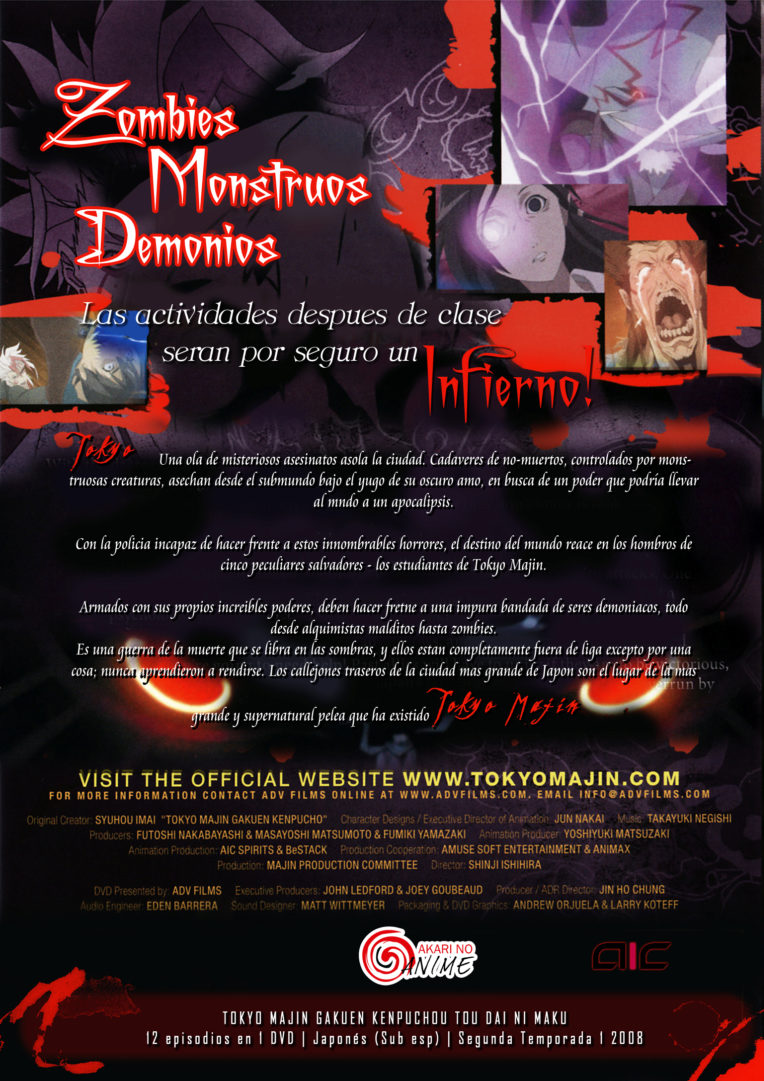 Zombies
Monstruos
Demonios
Las actividades despues de clase
seran por seguro un Infierno!
Tokyo Una ola de misteriosos asesinatos asola la ciudad. Cadaveres de no-muertos, controlados por mons-
truosas creaturas, asechan desde el submundo bajo el yugo de su oscuro amo, en busca de un poder que podría llevar
al mndo a un apocalipsis.
Con la policia incapaz de hacer frente a estos innombrables horrores, el destino del mundo reace en los hombros de
cinco peculiares salvadores - los estudiantes de Tokyo Majin.
Armados con sus propios increibles poderes, deben hacer fretne a una impura bandada de seres demoniacos, todo
desde alquimistas malditos hasta zombies.
Es una guerra de la muerte que se libra en las sombras, y ellos estan completamente fuera de liga excepto por una
cosa; nunca aprendieron a rendirse. Los callejones traseros de la ciudad mas grande de Japon son el lugar de la mas
grande y supernatural pelea que ha existido Tokyo Majin
VISIT THE OFFICIAL WEBSITE WWW.TOKYOMAJIN.COM
FOR MORE INFORMATION CONTACT ADV FILMS ONLINE AT WWW.ADVFILMS.COM. EMAIL INFO@ADVFILMS.COM
Original Creator: SYUHOU IMAI "TOKYO MAJIN GAKUEN KENPUCHO" Character Designs / Executive Director of Animation: JUN NAKAI Music: TAKAYUKI NEGISHI
Producers: FUTOSHI NAKABAYASHI & MASAYOSHI MATSUMOTO & FUMIKI YAMAZAKI Animation Producer: YOSHIYUKI MATSUZAKI
Animation Production: AIC SPIRITS & BeSTACK Production Cooperation: AMUSE SOFT ENTERTAINMENT & ANIMAX
Production: MAJIN PRODUCTION COMMITTEE Director: SHINJI ISHIHIRA
DVD Presented by: ADV FILMS Executive Producers: JOHN LEDFORD & JOEY GOUBEAUD Producer / ADR Director: JIN HO CHUNG
Audio Engineer: EDEN BARRERA Sound Designer: MATT WITTMEYER Packaging & DVD Graphics: ANDREW ORJUELA & LARRY KOTEFF
AKARI NO
ANIME
AIC
TOKYO MAJIN GAKUEN KENPUCHOU TOU DAI NI MAKU
12 episodios en 1 DVD | Japonés (Sub esp) | Segunda Temporada | 2008